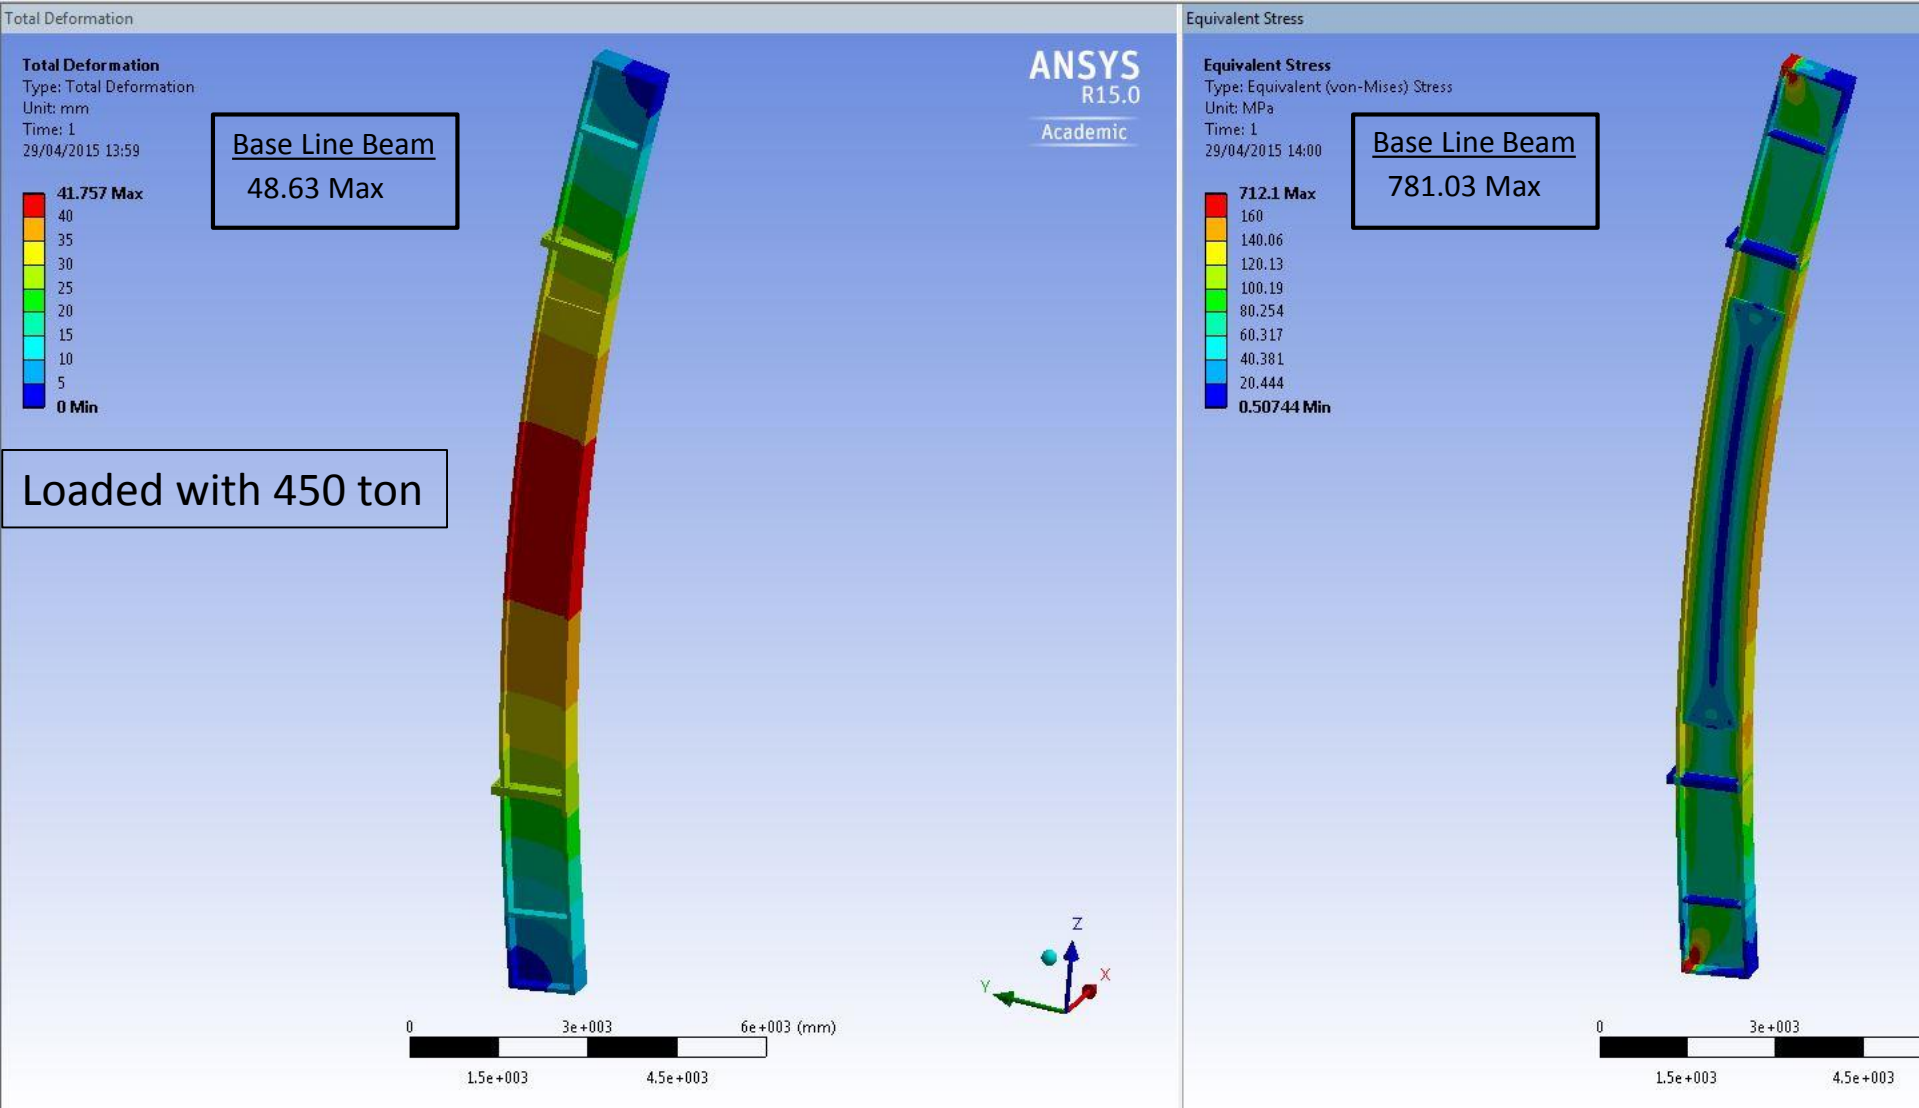 Total Deformation
Total Deformation
Type: Total Deformation
Unit: mm
Time: 1
29/04/2015 13:59
Base Line Beam
48.63 Max
41.757 Max
40
35
30
25
20
15
10
5
0 Min
Loaded with 450 ton
ANSYS
R15.0
Academic
Z
Y
X
0
3e+003
6e+003 (mm)
1.5e+003
4.5e+003
Equivalent Stress
Equivalent Stress
Type: Equivalent (von-Mises) Stress
Unit: MPa
Time: 1
29/04/2015 14:00
Base Line Beam
781.03 Max
712.1 Max
160
140.06
120.13
100.19
80.254
60.317
40.381
20.444
0.50744 Min
0
3e+003
1.5e+003
4.5e+003